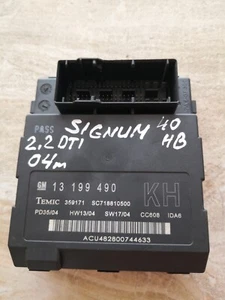 PASS
SIGNUM 40
2.2 DTI HB
04m
GM 13 199 490 KH
TEMIC 359171 SC718810500
PD35/04 HW13/04 SW17/04 CC608 IDA6
ACU482800744633